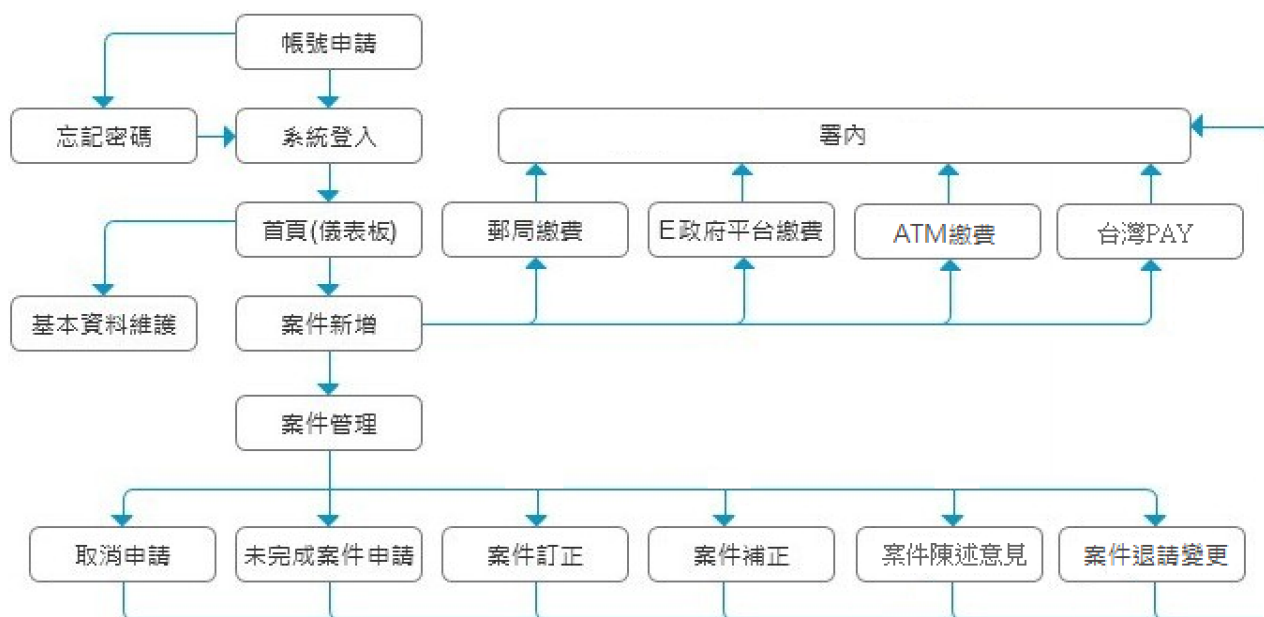 帳號申請
忘記密碼
系統登入
署內
首頁(儀表板)
郵局繳費
E政府平台繳費
ATM繳費
台灣PAY
基本資料維護
案件新增
案件管理
取消申請
未完成案件申請
案件訂正
案件補正
案件陳述意見
案件退請變更